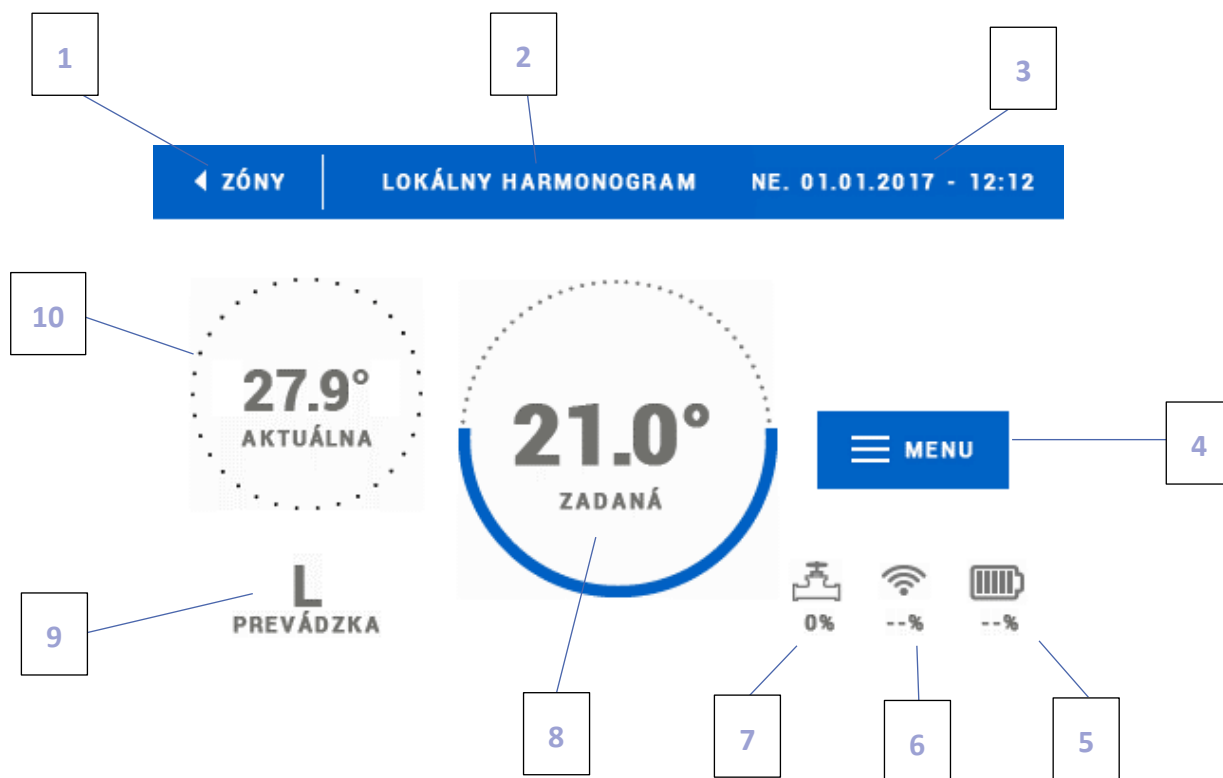 1
2
3
ZÓNY
LOKÁLNY HARMONOGRAM
NE. 01.01.2017 - 12:12
10
27.9°
AKTUÁLNA
21.0°
ZADANÁ
MENU
4
L
PREVÁDZKA
0%
--%
--%
9
8
7
6
5